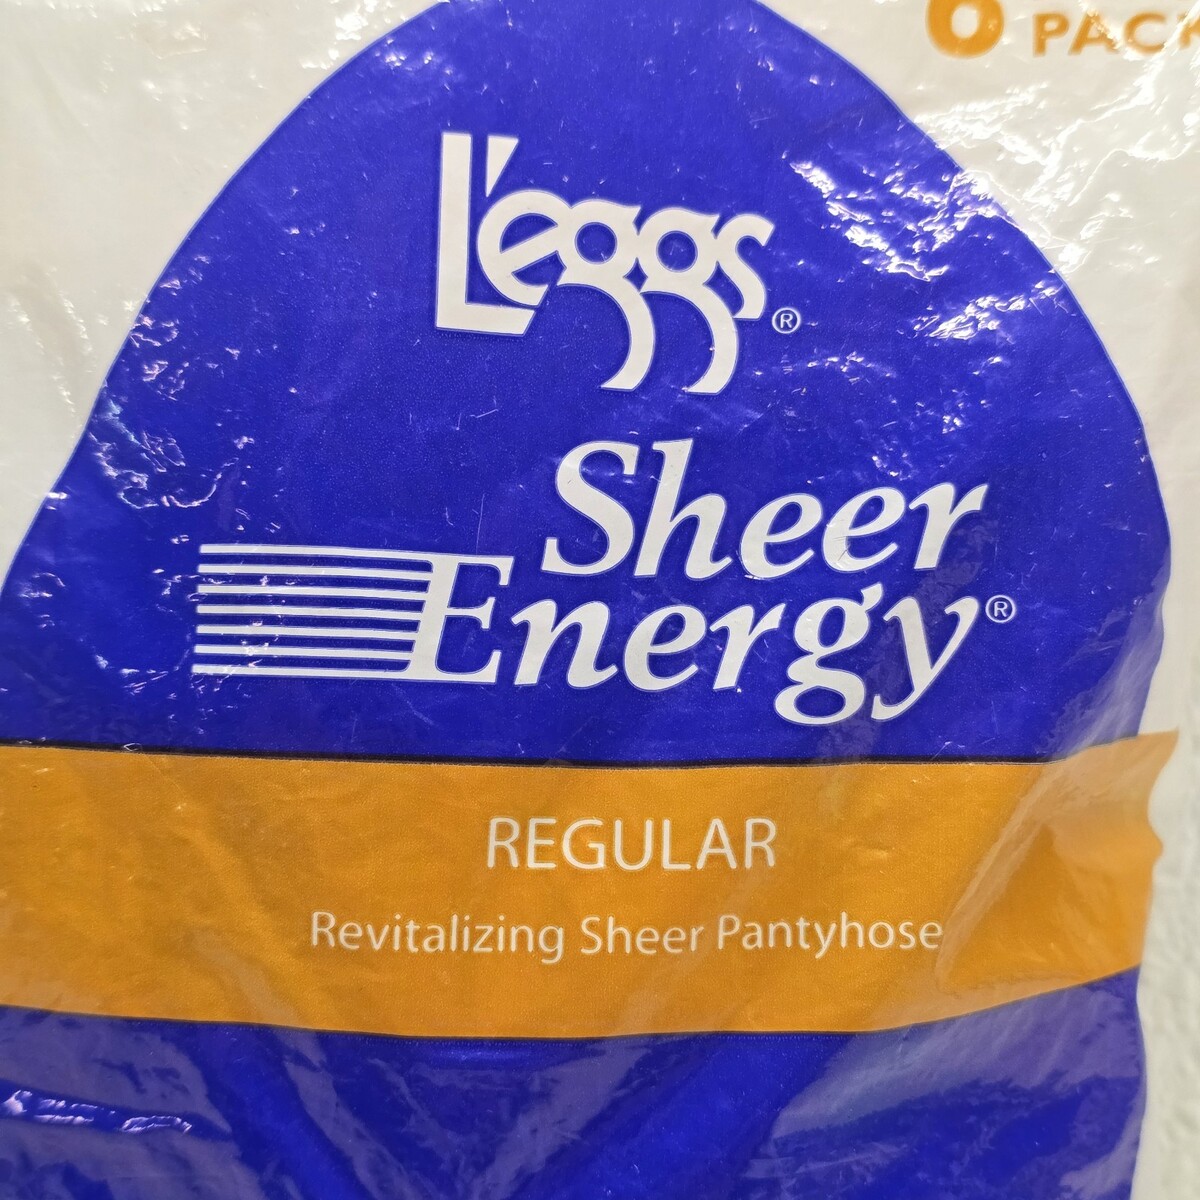 6 PACK
L'eggs®
Sheer
Energy®
REGULAR
Revitalizing Sheer Pantyhose